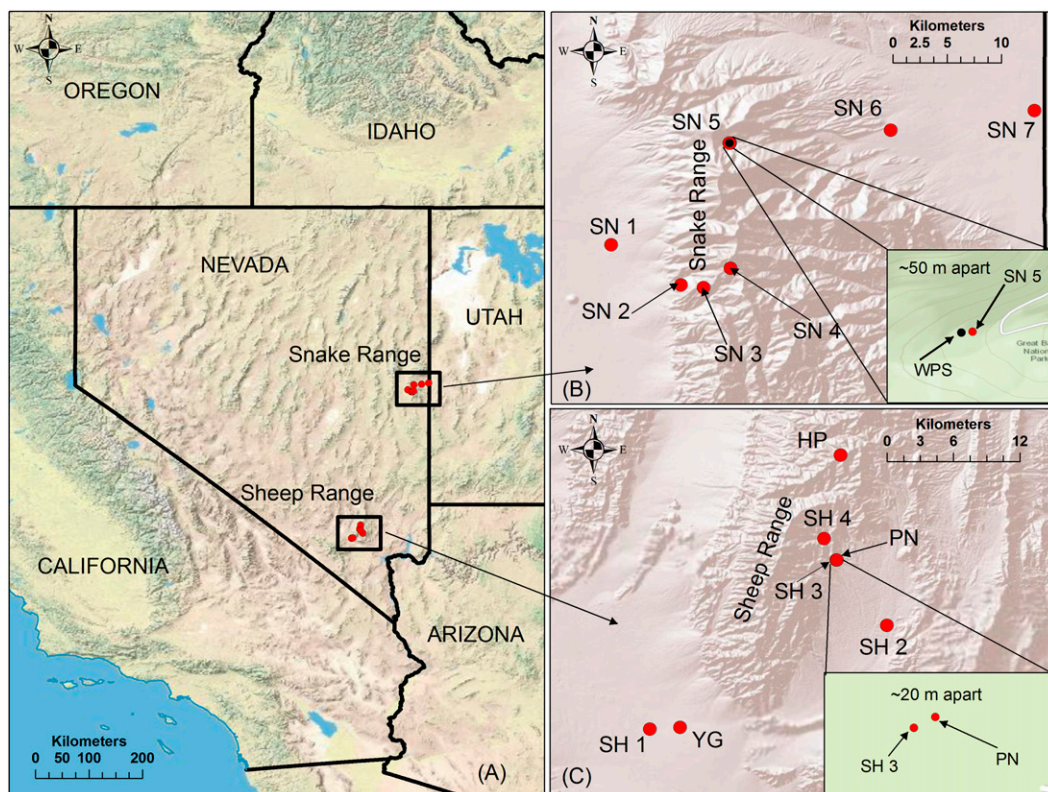 N
W E
S
OREGON
IDAHO
NEVADA
UTAH
Snake Range
Sheep Range
CALIFORNIA
ARIZONA
Kilometers
0 50 100 200
(A)
N
W E
S
Kilometers
0 2.5 5 10
SN 6
SN 7
SN 5
Snake Range
SN 1
SN 2
SN 3
SN 4
~50 m apart
SN 5
WPS
Great Ba
Nation
Park
(B)
N
W E
S
Kilometers
0 3 6 12
HP
SH 4
PN
Sheep Range
SH 3
SH 2
SH 1
YG
~20 m apart
SH 3
PN
(C)